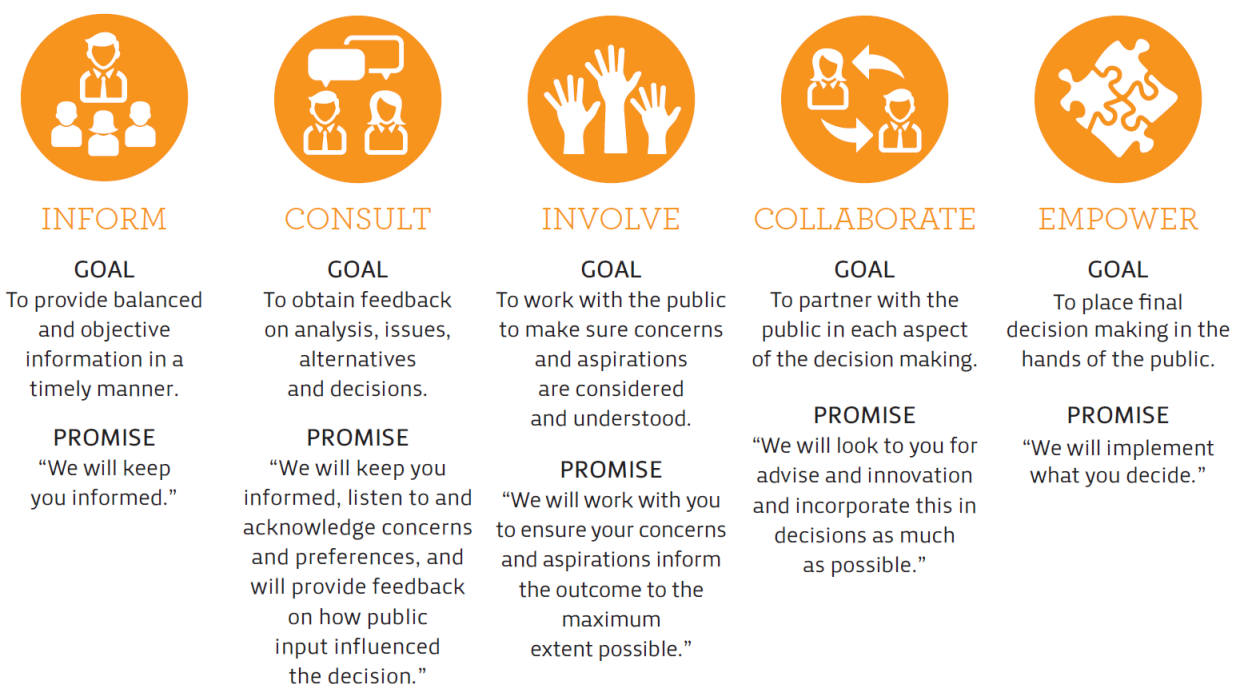 INFORM
GOAL
To provide balanced
and objective
information in a
timely manner.
PROMISE
“We will keep
you informed.”
CONSULT
GOAL
To obtain feedback
on analysis, issues,
alternatives
and decisions.
PROMISE
“We will keep you
informed, listen to and
acknowledge concerns
and preferences, and
will provide feedback
on how public
input influenced
the decision.”
INVOLVE
GOAL
To work with the public
to make sure concerns
and aspirations
are considered
and understood.
PROMISE
“We will work with you
to ensure your concerns
and aspirations inform
the outcome to the
maximum
extent possible.”
COLLABORATE
GOAL
To partner with the
public in each aspect
of the decision making.
PROMISE
“We will look to you for
advise and innovation
and incorporate this in
decisions as much
as possible.”
EMPOWER
GOAL
To place final
decision making in the
hands of the public.
PROMISE
“We will implement
what you decide.”